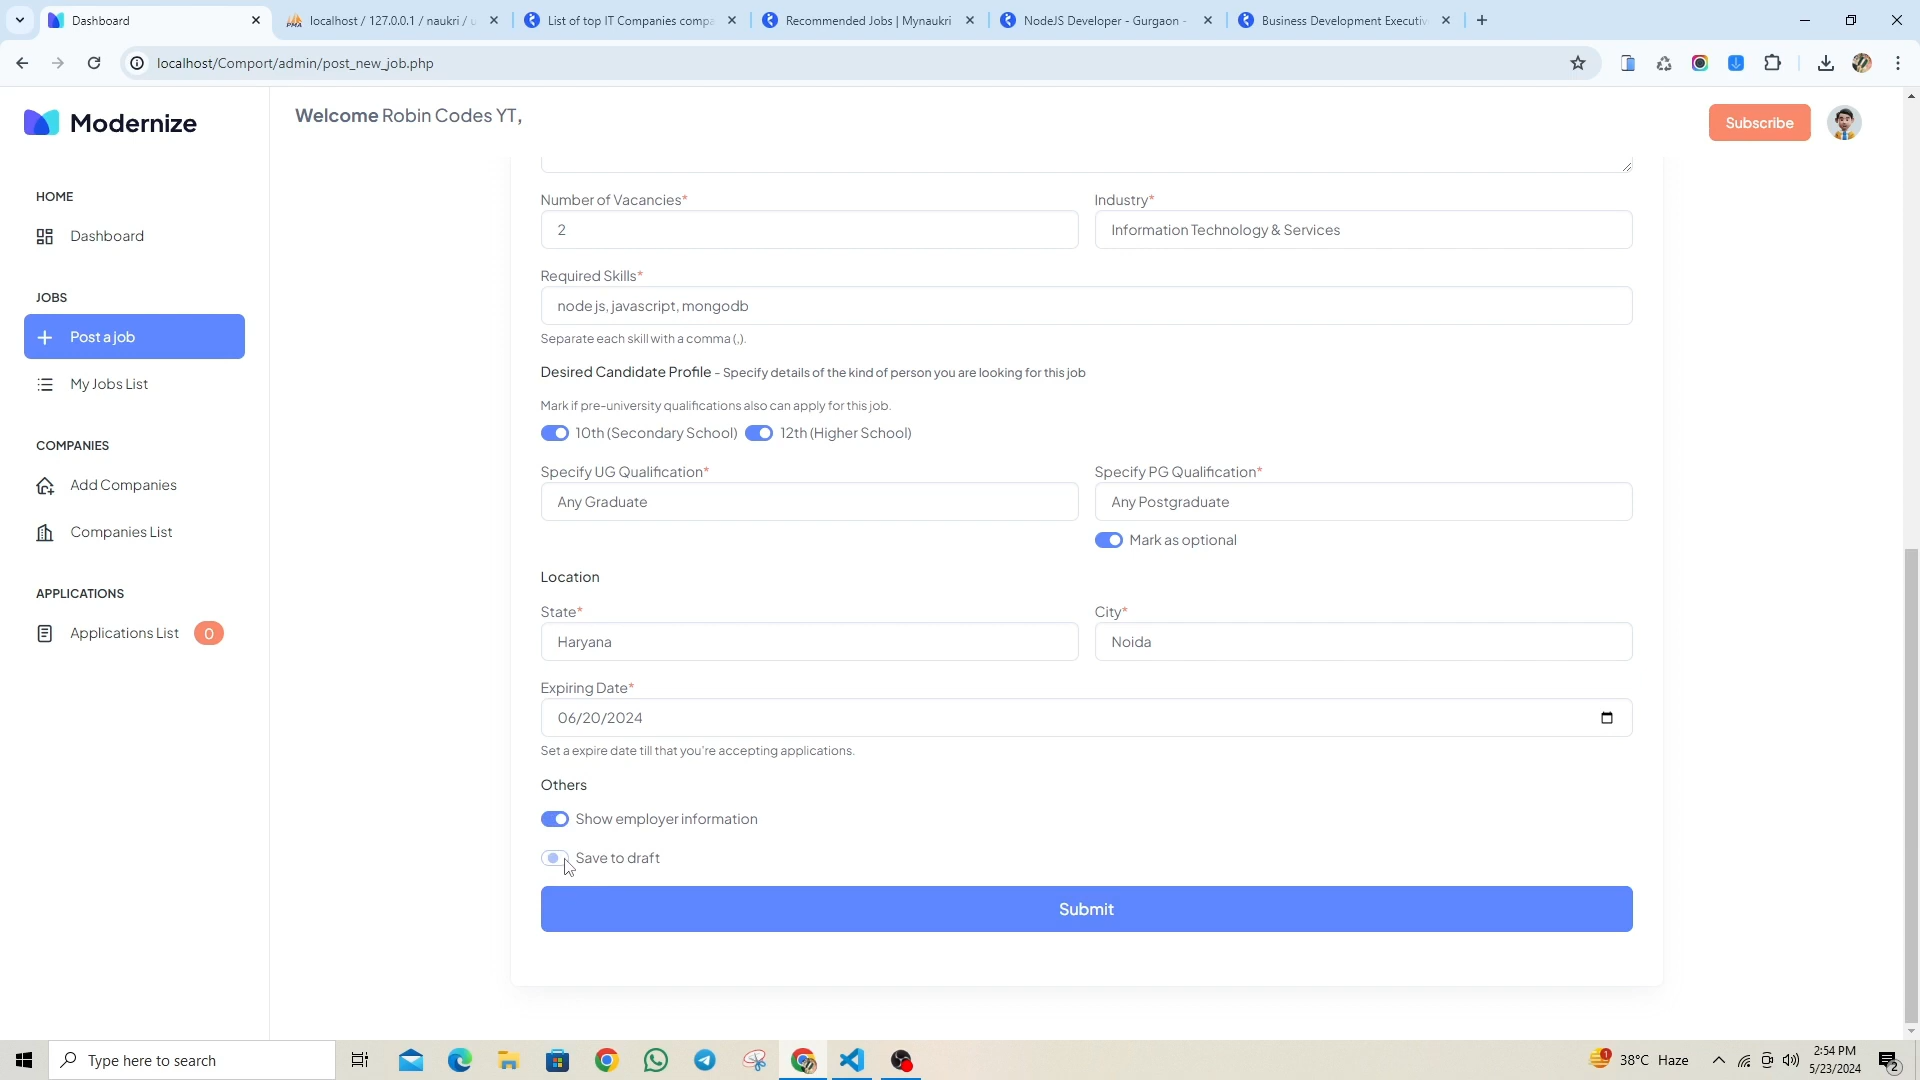 Dashboard
localhost / 127.0.0.1 / naukri / u
List of top IT Companies compa
Recommended Jobs | Mynaukri
NodeJS Developer - Gurgaon -
Business Development Executiv
localhost/Comport/admin/post_new_job.php
Modernize
Welcome Robin Codes YT,
Subscribe
HOME
Dashboard
JOBS
Post a job
My Jobs List
COMPANIES
Add Companies
Companies List
APPLICATIONS
Applications List 0
Number of Vacancies*
Industry*
2
Information Technology & Services
Required Skills*
node js, javascript, mongodb
Separate each skill with a comma (,).
Desired Candidate Profile - Specify details of the kind of person you are looking for this job
Mark if pre-university qualifications also can apply for this job.
10th (Secondary School)
12th (Higher School)
Specify UG Qualification*
Specify PG Qualification*
Any Graduate
Any Postgraduate
Mark as optional
Location
State*
City*
Haryana
Noida
Expiring Date*
06/20/2024
Set a expire date till that you're accepting applications.
Others
Show employer information
Save to draft
Submit
Type here to search
1
38°C Haze
2:54 PM
5/23/2024
2